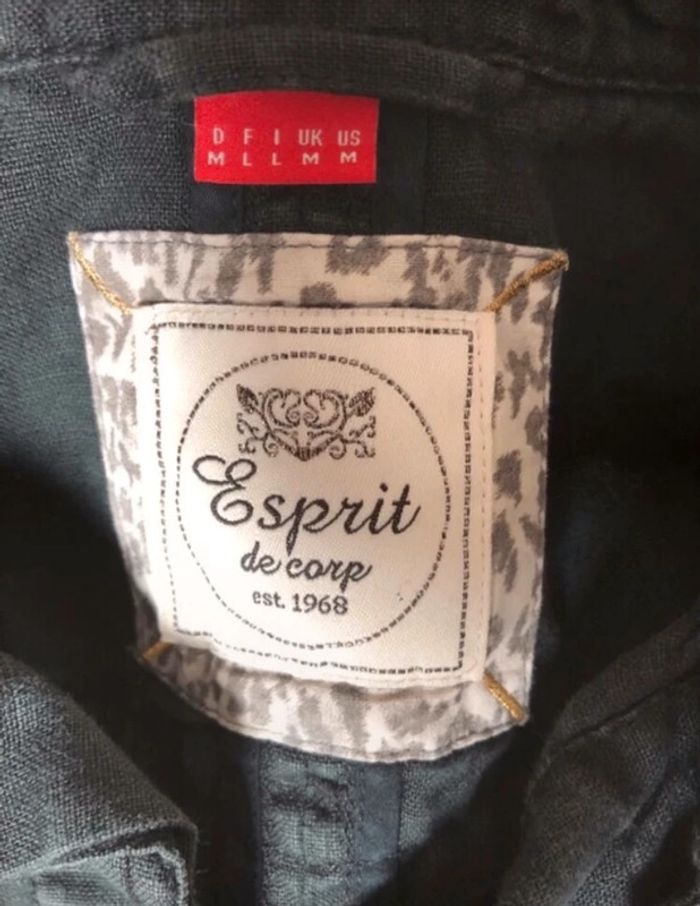 D F I UK US
M L L M M
Esprit
de corp
est. 1968